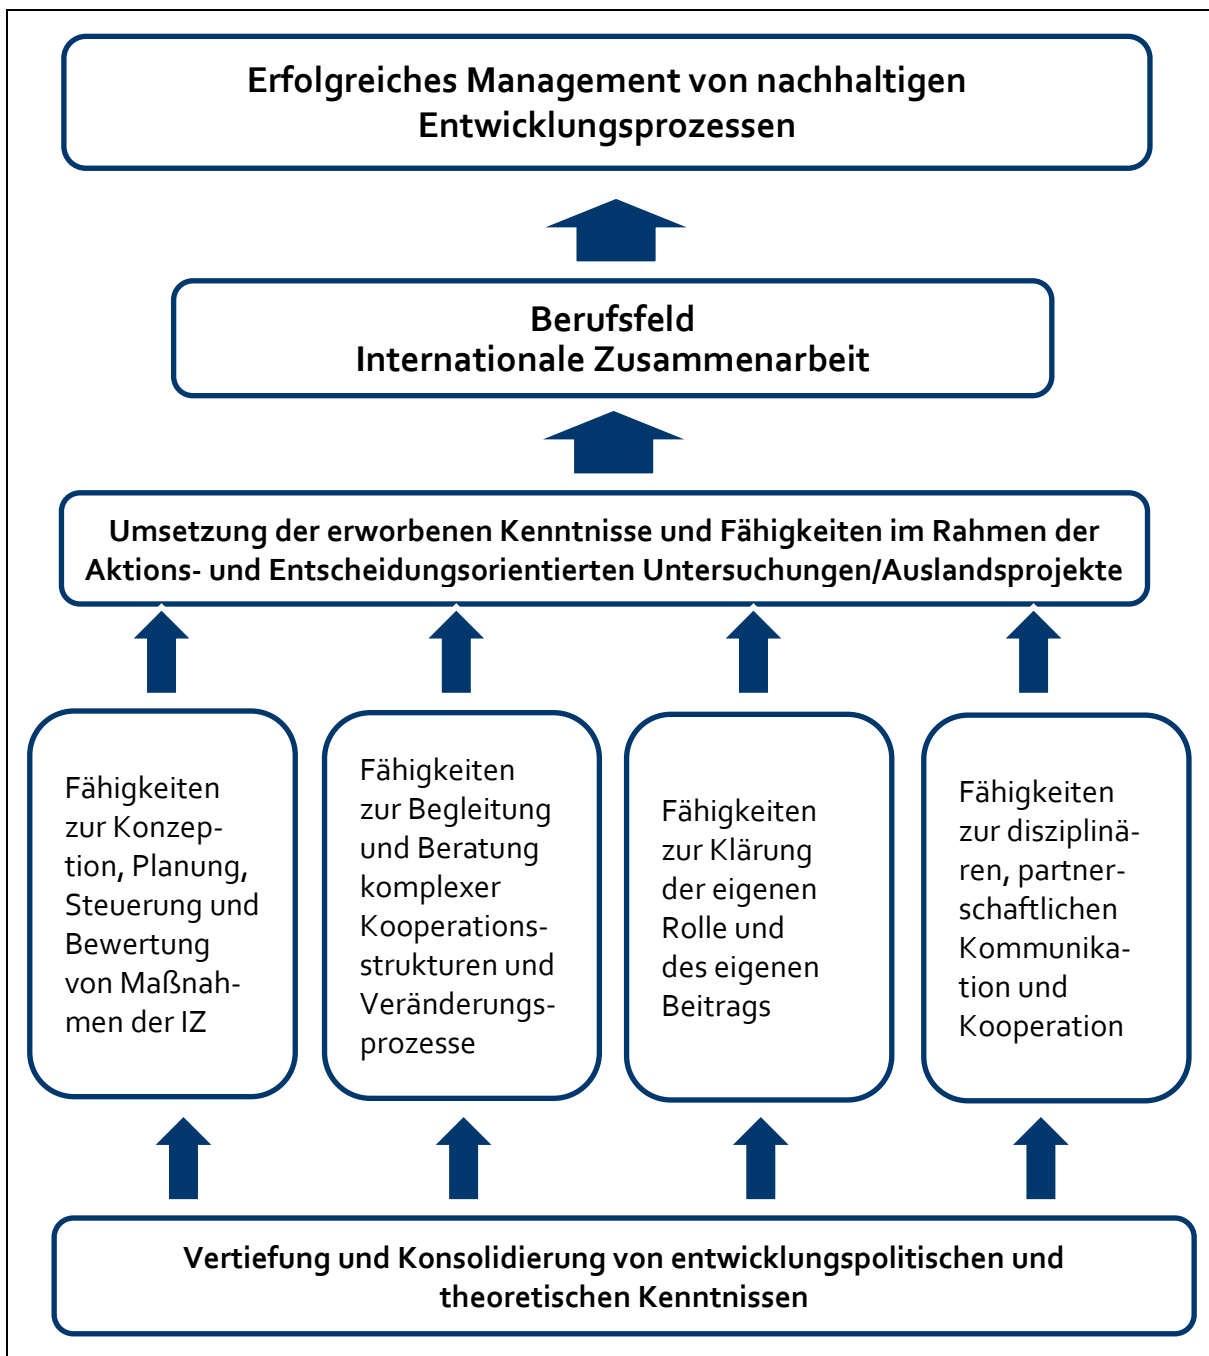 Erfolgreiches Management von nachhaltigen
Entwicklungsprozessen
Berufsfeld
Internationale Zusammenarbeit
Umsetzung der erworbenen Kenntnisse und Fähigkeiten im Rahmen der
Aktions- und Entscheidungsorientierten Untersuchungen/Auslandsprojekte
Fähigkeiten
zur Konzep-
tion, Planung,
Steuerung und
Bewertung
von Maßnah-
men der IZ
Fähigkeiten
zur Begleitung
und Beratung
komplexer
Kooperations-
strukturen und
Veränderungs-
prozesse
Fähigkeiten
zur Klärung
der eigenen
Rolle und
des eigenen
Beitrags
Fähigkeiten
zur disziplinä-
ren, partner-
schaftlichen
Kommunika-
tion und
Kooperation
Vertiefung und Konsolidierung von entwicklungspolitischen und
theoretischen Kenntnissen